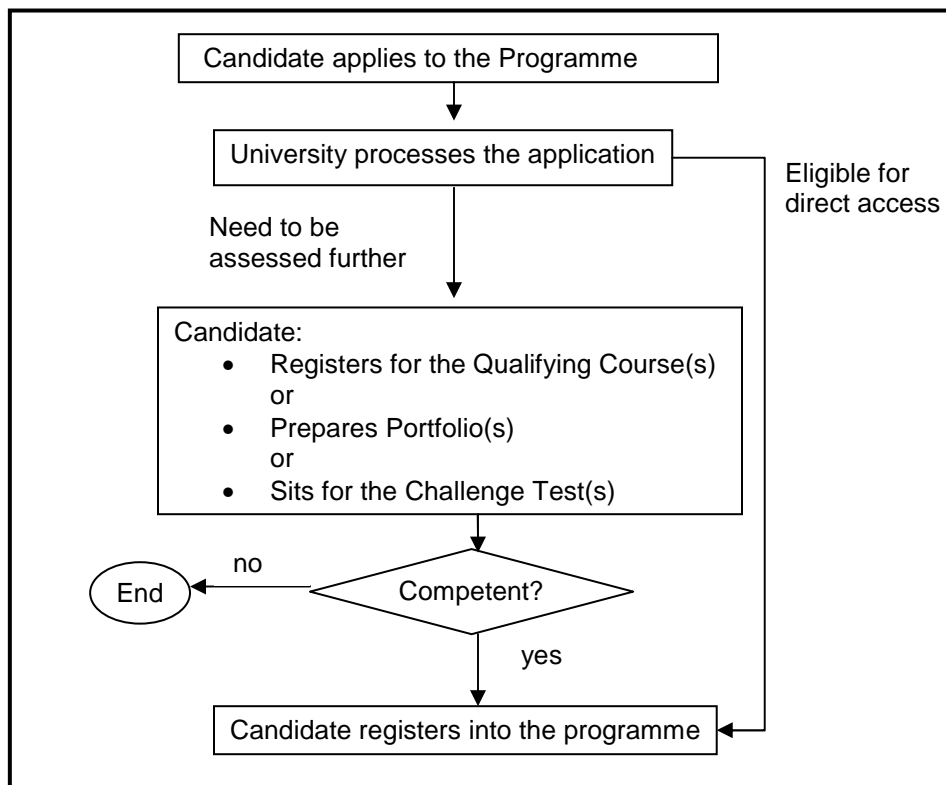 Candidate applies to the Programme
University processes the application
Eligible for
direct access
Need to be
assessed further
Candidate:
• Registers for the Qualifying Course(s)
or
• Prepares Portfolio(s)
or
• Sits for the Challenge Test(s)
no
End
Competent?
yes
Candidate registers into the programme